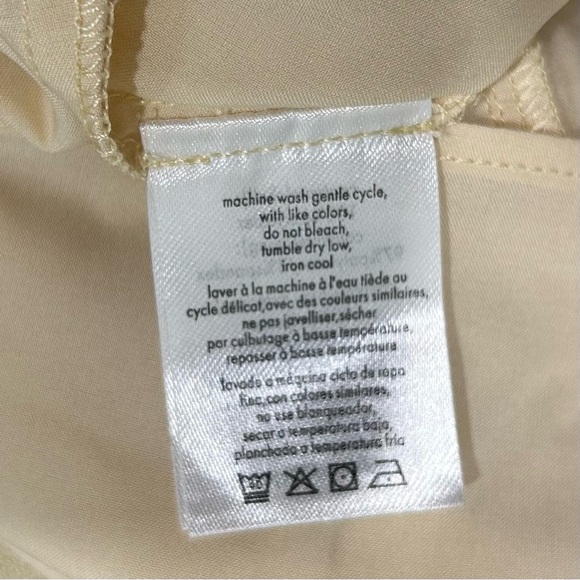 machine wash gentle cycle,
with like colors,
do not bleach,
tumble dry low,
iron cool
laver à la machine à l'eau tiède au
cycle délicat,avec des couleurs similaires,
ne pas javelliser,sécher
par culbutage à basse température,
repasser à basse température
lavado a máquina ciclo de ropa
fina,con colores similares,
no use blanqueador,
secar a temperatura baja,
planchado a temperatura fría